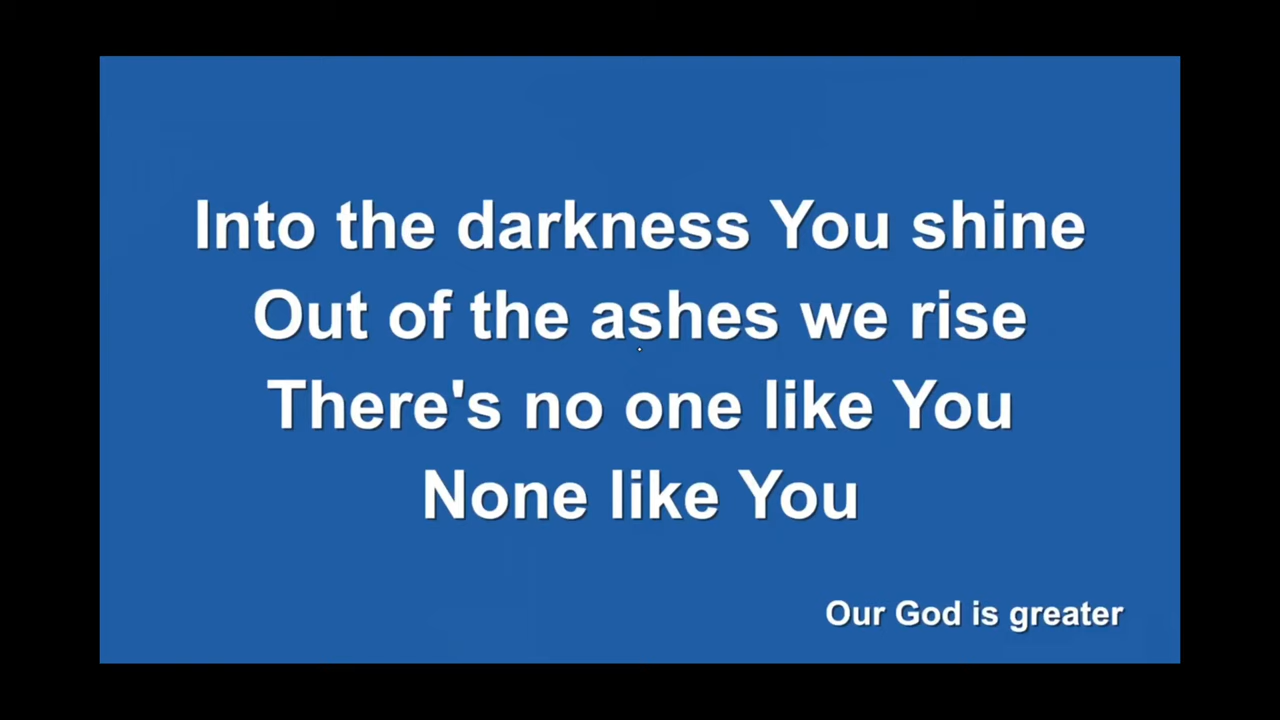 Into the darkness You shine
Out of the ashes we rise
There's no one like You
None like You
Our God is greater